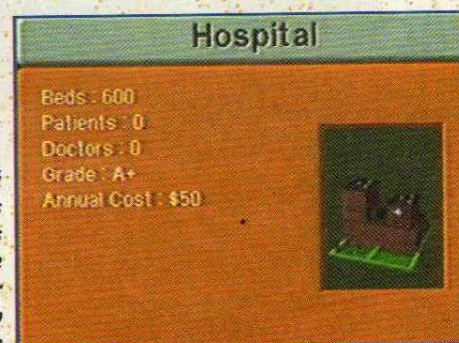 Hospital
Beds : 600
Patients : 0
Doctors : 0
Grade : A+
Annual Cost : $50